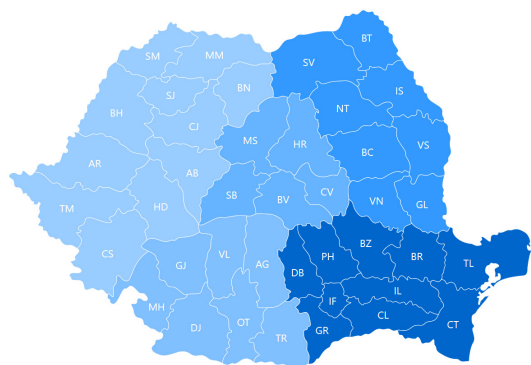 BT
SM
MM
SV
BN
SJ
IS
BH
NT
CJ
MS
HR
VS
BC
AR
AB
SB
BV
CV
TM
HD
VN
GL
CS
VL
PH
BZ
BR
TL
GJ
AG
DB
IL
MH
IF
OT
CL
DJ
TR
GR
CT